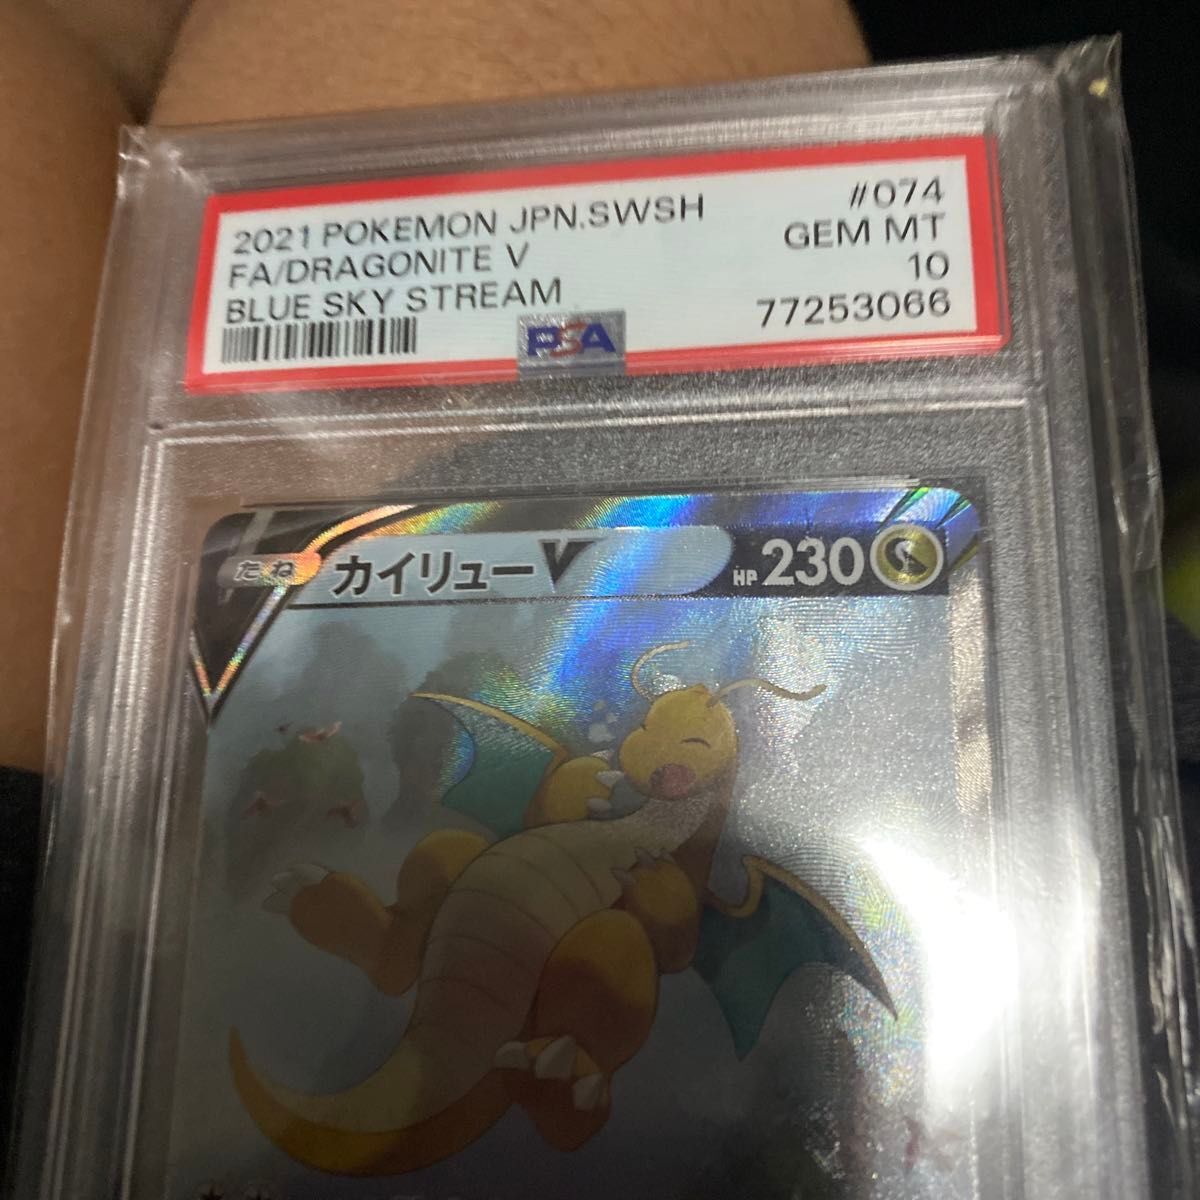 2021 POKEMON JPN.SWSH #074
FA/DRAGONITE V GEM MT
BLUE SKY STREAM 10
77253066
PSA
たね カイリューV HP 230